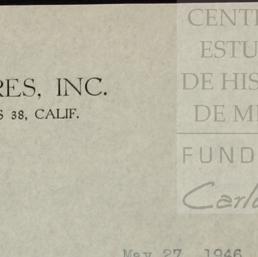 CENT
ESTU
DE HIS
DE M
FUND
Carl
RES, INC.
S 38, CALIF.
May 27, 1946